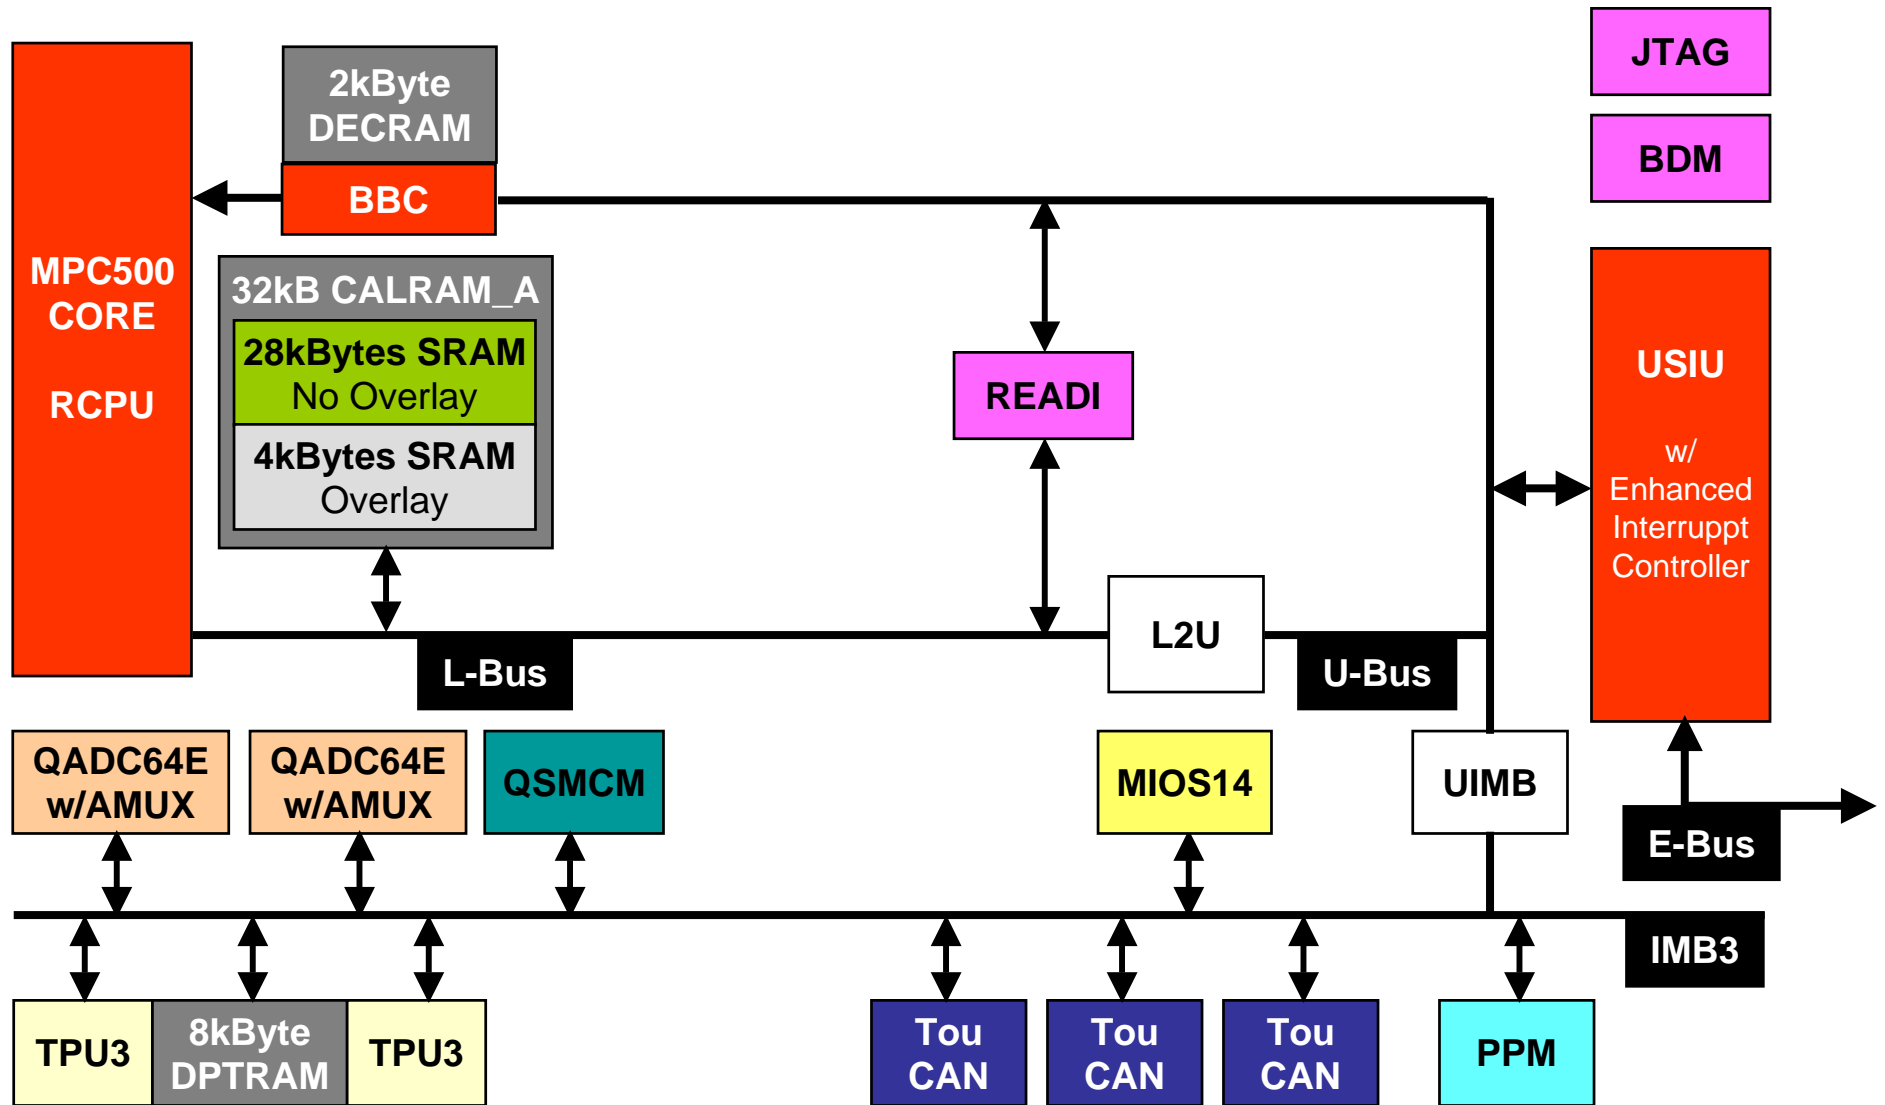 JTAG
BDM
2kByte
DECRAM
BBC
MPC500
CORE
RCPU
32kB CALRAM_A
28kBytes SRAM
No Overlay
4kBytes SRAM
Overlay
READI
USIU
w/
Enhanced
Interruppt
Controller
L2U
L-Bus
U-Bus
QADC64E
w/AMUX
QADC64E
w/AMUX
QSMCM
MIOS14
UIMB
E-Bus
IMB3
TPU3
8kByte
DPTRAM
TPU3
Tou
CAN
Tou
CAN
Tou
CAN
PPM